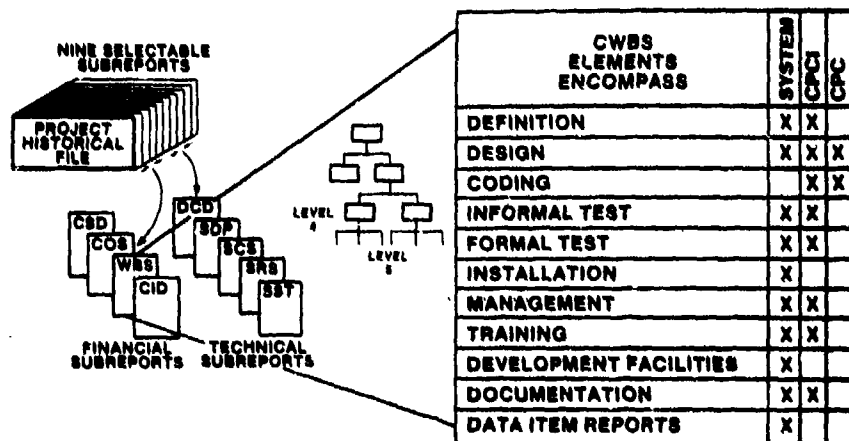 NINE SELECTABLE
SUBREPORTS
PROJECT
HISTORICAL
FILE
CSD
COS
WBS
CID
DCD
SDP
SCS
SRS
SST
FINANCIAL
SUBREPORTS
TECHNICAL
SUBREPORTS
LEVEL
4
LEVEL
5
CWBS
ELEMENTS
ENCOMPASS
SYSTEM
CPCI
CPC
DEFINITION X X
DESIGN X X X
CODING X X
INFORMAL TEST X X
FORMAL TEST X X
INSTALLATION X
MANAGEMENT X X
TRAINING X X
DEVELOPMENT FACILITIES X
DOCUMENTATION X X
DATA ITEM REPORTS X